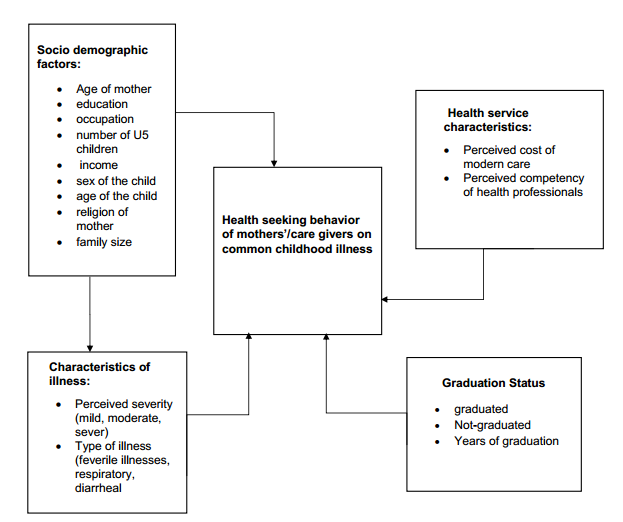 Socio demographic
factors:
• Age of mother
• education
• occupation
• number of U5
children
• income
• sex of the child
• age of the child
• religion of
mother
• family size
Health service
characteristics:
• Perceived cost of
modern care
• Perceived competency
of health professionals
Health seeking behavior
of mothers'/care givers on
common childhood illness
Characteristics of
illness:
• Perceived severity
(mild, moderate,
sever)
• Type of illness
(feverile illnesses,
respiratory,
diarrheal
Graduation Status
• graduated
• Not-graduated
• Years of graduation